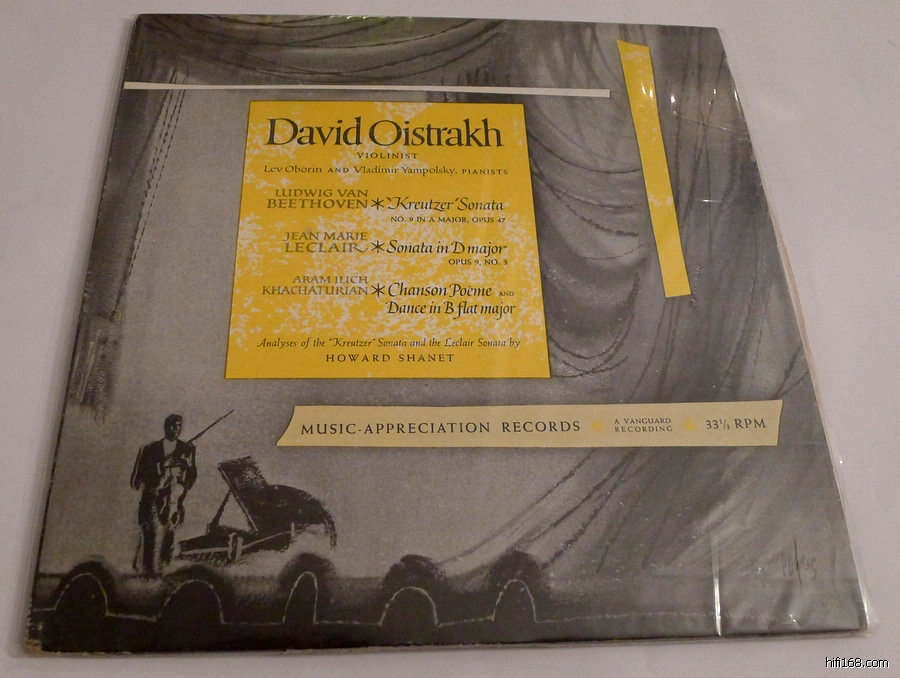 David Oistrakh
VIOLINIST
Lev Oborin AND Vladimir Yampolsky, PIANISTS
LUDWIG VAN
BEETHOVEN * "Kreutzer" Sonata
NO. 9 IN A MAJOR, OPUS 47
JEAN MARIE
LECLAIR * Sonata in D major
OPUS 9, NO. 3
ARAM ILICH
KHACHATURIAN * Chanson Poème AND
Dance in B flat major
Analyses of the "Kreutzer" Sonata and the Leclair Sonata by
HOWARD SHANET
MUSIC-APPRECIATION RECORDS
A VANGUARD
RECORDING
33⅓ RPM
hifi168.com